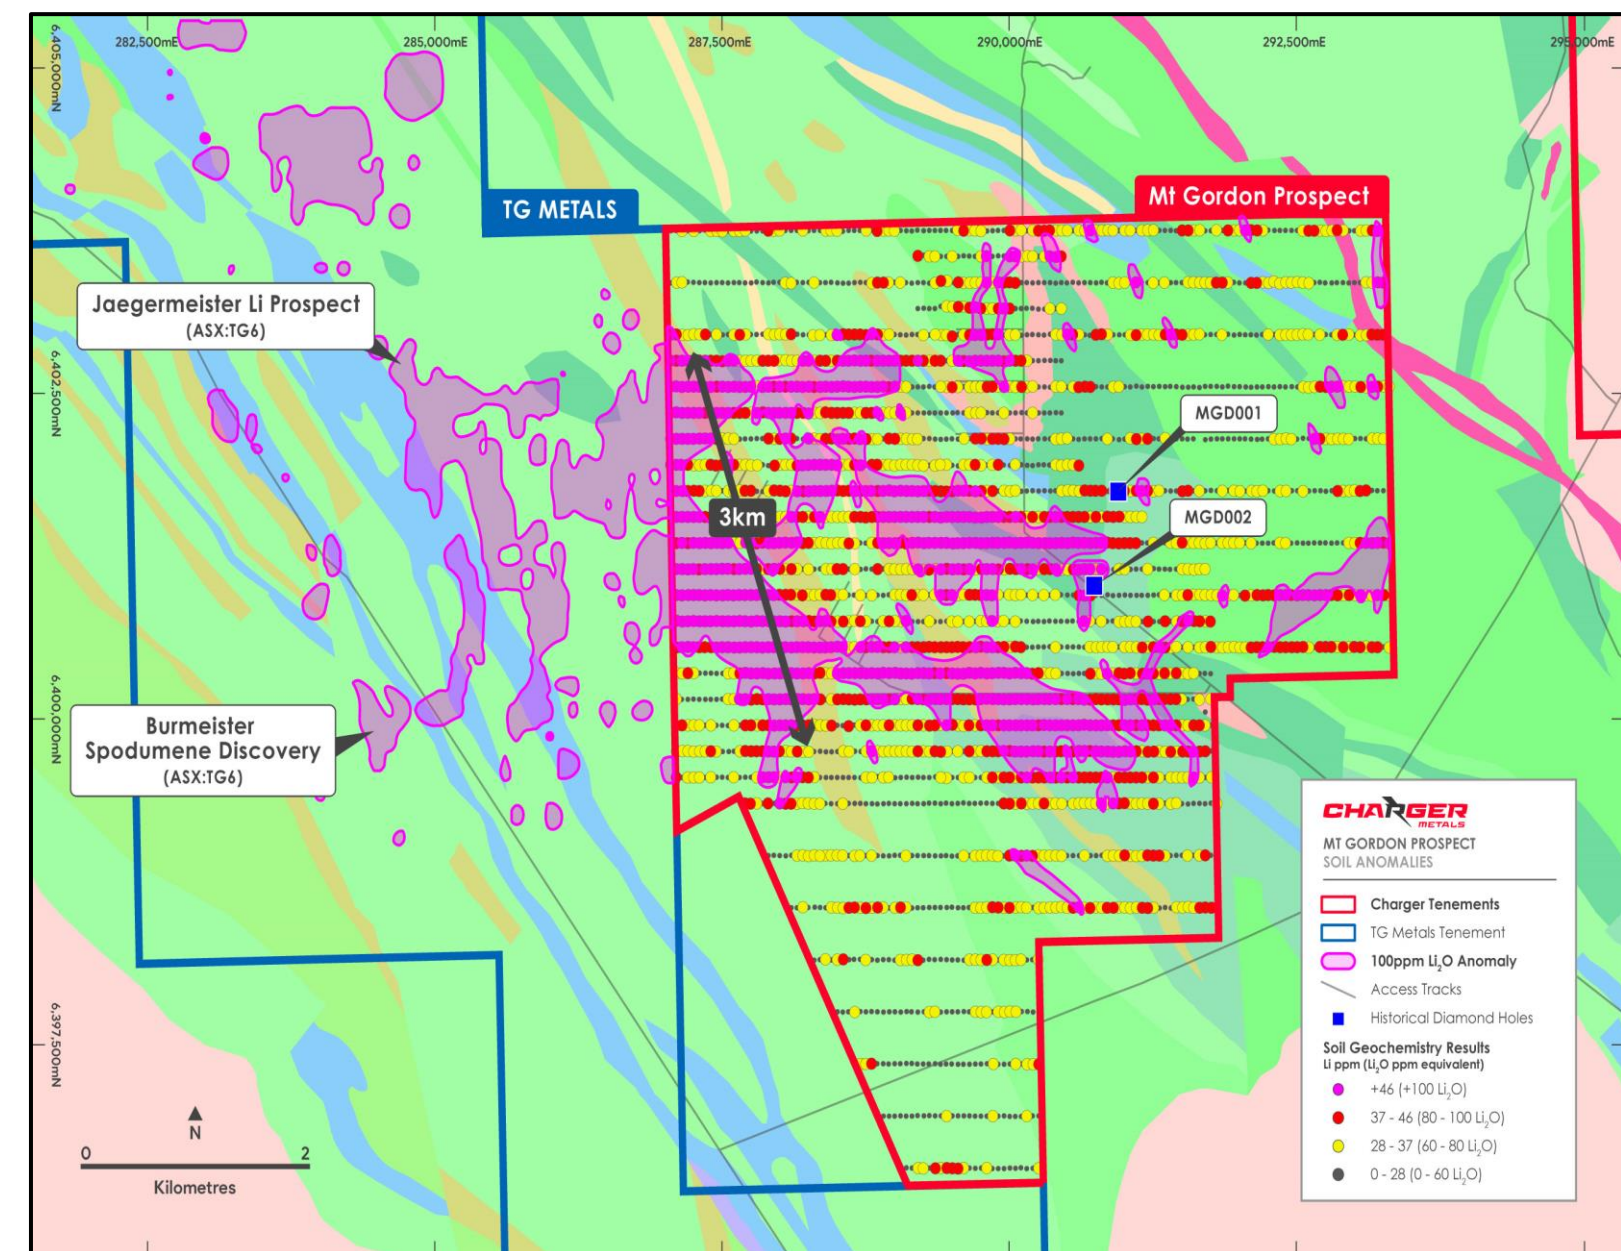 282,500mE
285,000mE
287,500mE
290,000mE
292,500mE
295,000mE
6,405,000mN
6,402,500mN
6,400,000mN
6,397,500mN
TG METALS
Mt Gordon Prospect
Jaegermeister Li Prospect
(ASX:TG6)
MGD001
MGD002
3km
Burmeister
Spodumene Discovery
(ASX:TG6)
N
0 2
Kilometres
CHARGER
METALS
MT GORDON PROSPECT
SOIL ANOMALIES
Charger Tenements
TG Metals Tenement
100ppm Li₂O Anomaly
Access Tracks
Historical Diamond Holes
Soil Geochemistry Results
Li ppm (Li₂O ppm equivalent)
+46 (+100 Li₂O)
37 - 46 (80 - 100 Li₂O)
28 - 37 (60 - 80 Li₂O)
0 - 28 (0 - 60 Li₂O)